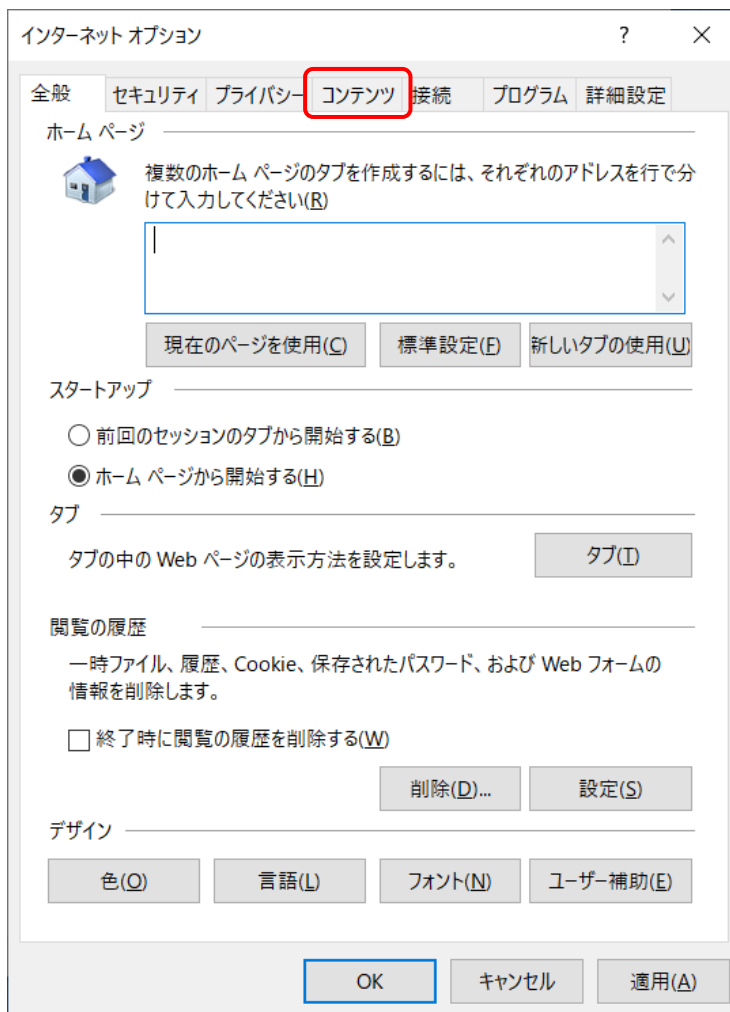 インターネット オプション ? ×
全般 セキュリティ プライバシー コンテンツ 接続 プログラム 詳細設定
ホーム ページ
複数のホーム ページのタブを作成するには、それぞれのアドレスを行で分
けて入力してください(R)
現在のページを使用(C) 標準設定(F) 新しいタブの使用(U)
スタートアップ
前回のセッションのタブから開始する(B)
ホーム ページから開始する(H)
タブ
タブの中の Web ページの表示方法を設定します。 タブ(T)
閲覧の履歴
一時ファイル、履歴、Cookie、保存されたパスワード、および Web フォームの
情報を削除します。
終了時に閲覧の履歴を削除する(W)
削除(D)... 設定(S)
デザイン
色(O) 言語(L) フォント(N) ユーザー補助(E)
OK キャンセル 適用(A)